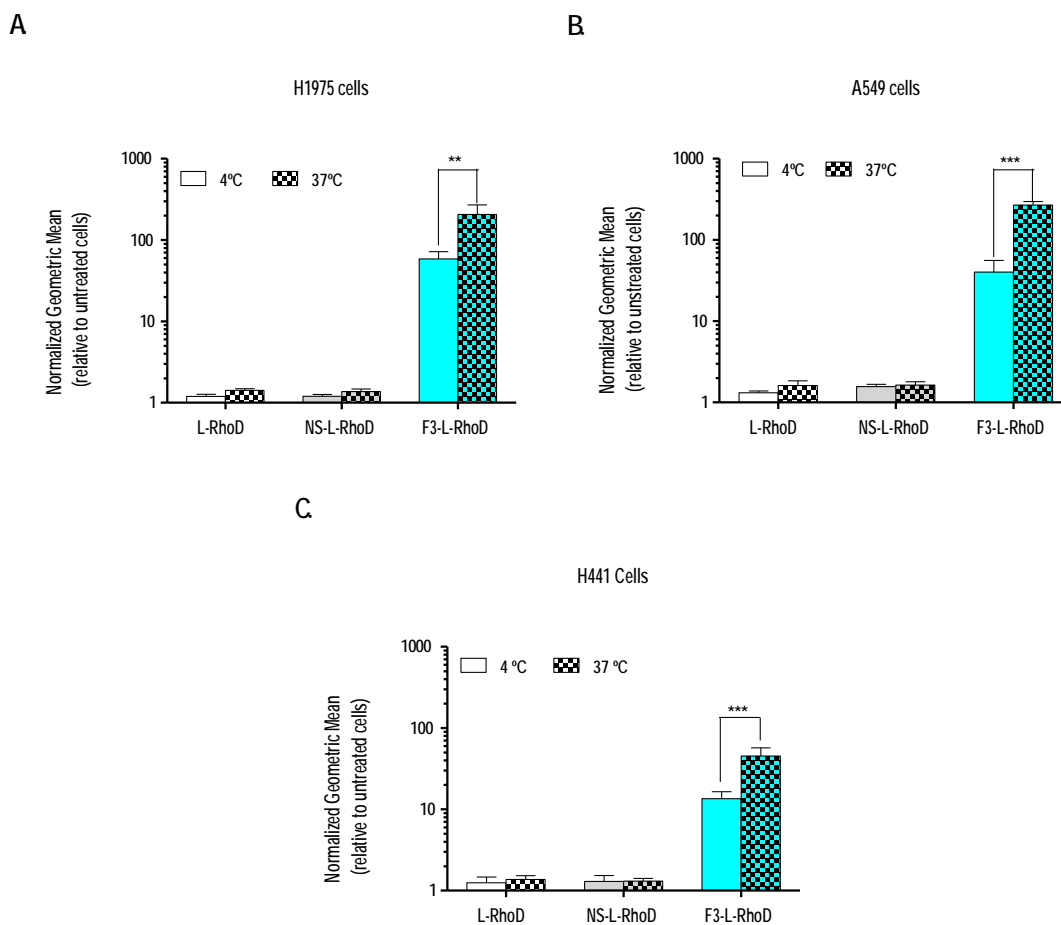 A.
H1975 cells
Normalized Geometric Mean
(relative to untreated cells)
1000
100
10
1
4ºC
37ºC
**
L-RhoD
NS-L-RhoD
F3-L-RhoD
B.
A549 cells
Normalized Geometric Mean
(relative to unstreated cells)
1000
100
10
1
4ºC
37ºC
***
L-RhoD
NS-L-RhoD
F3-L-RhoD
C.
H441 Cells
Normalized Geometric Mean
(relative to untreated cells)
1000
100
10
1
4 ºC
37 ºC
***
L-RhoD
NS-L-RhoD
F3-L-RhoD